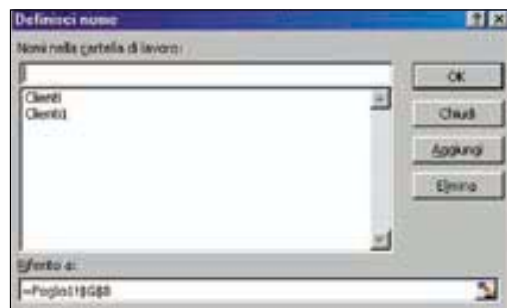 Definisci nome
Nomi nella cartella di lavoro:
OK
Clienti
Clienti1
Chiudi
Aggiungi
Elimina
Riferito a:
=Foglio1!$G$8